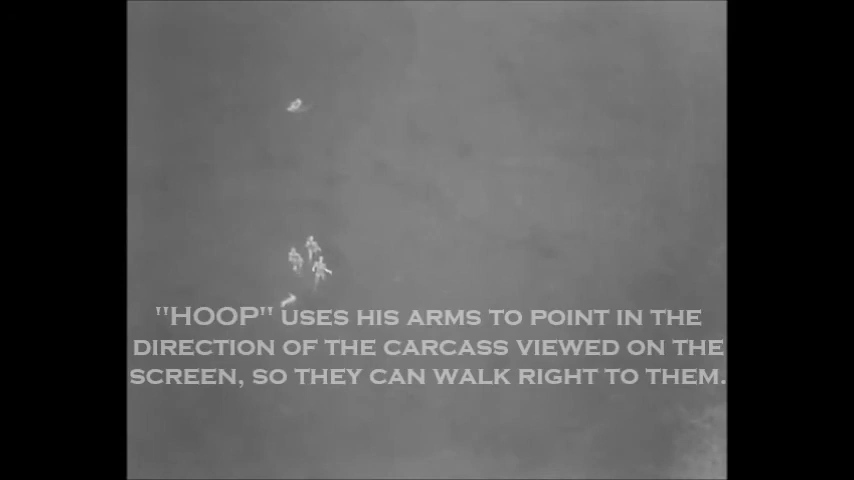 "HOOP" USES HIS ARMS TO POINT IN THE
DIRECTION OF THE CARCASS VIEWED ON THE
SCREEN, SO THEY CAN WALK RIGHT TO THEM.